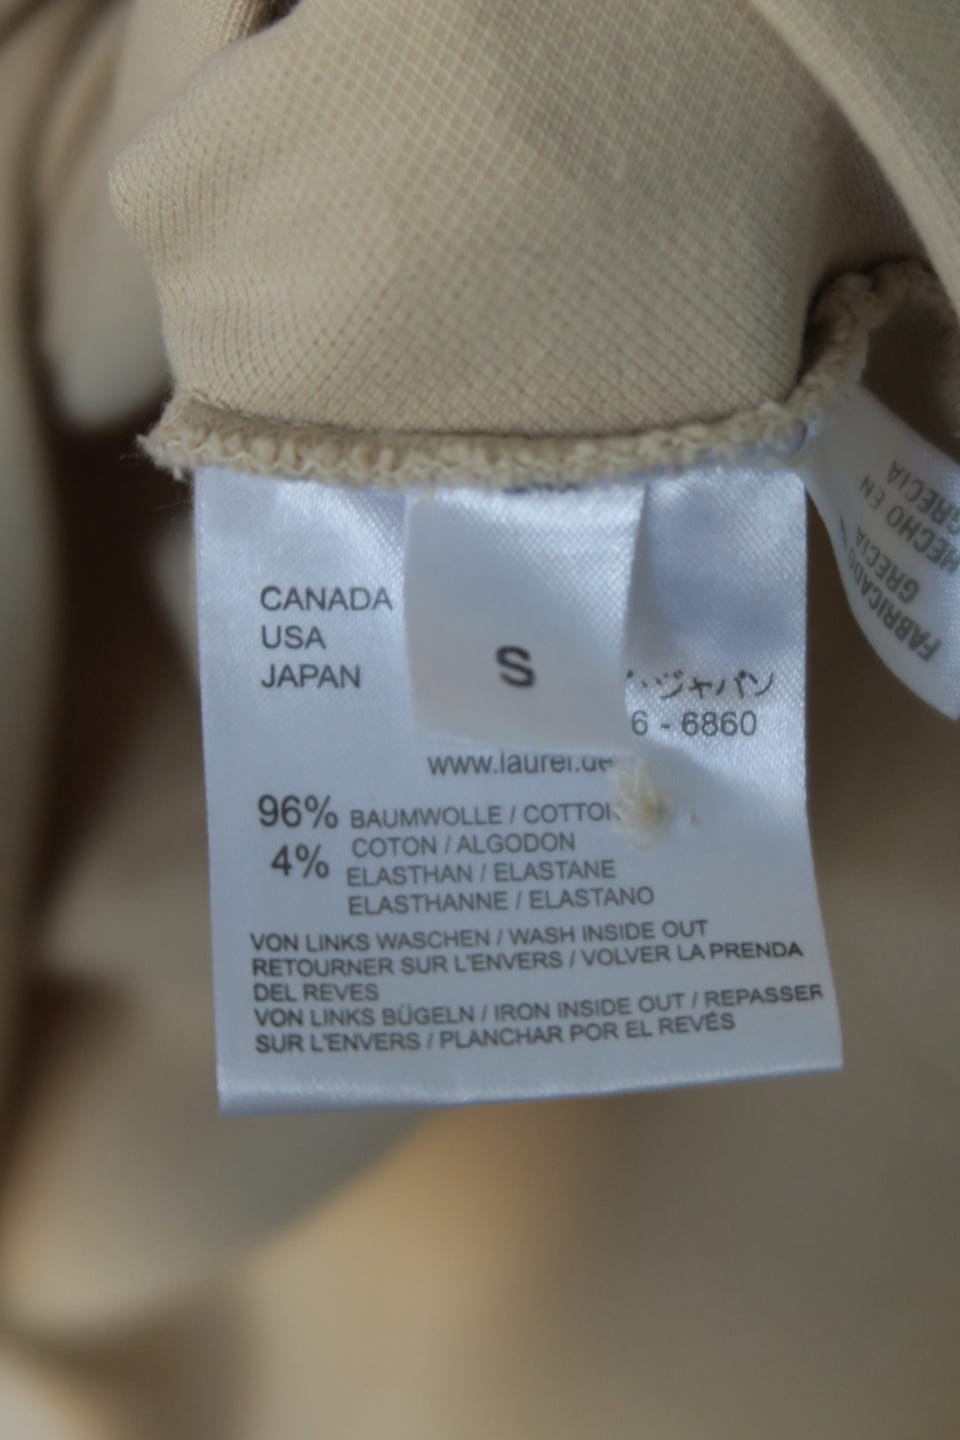 CANADA
USA
JAPAN
S
ジャパン
6 - 6860
www.laurel.de
96% BAUMWOLLE / COTTON
COTON / ALGODON
4% ELASTHAN / ELASTANE
ELASTHANNE / ELASTANO
VON LINKS WASCHEN / WASH INSIDE OUT
RETOURNER SUR L'ENVERS / VOLVER LA PRENDA
DEL REVES
VON LINKS BÜGELN / IRON INSIDE OUT / REPASSER
SUR L'ENVERS / PLANCHAR POR EL REVÉS
FABRICADO
GRÈCIA
HECHO EN
GRECIA